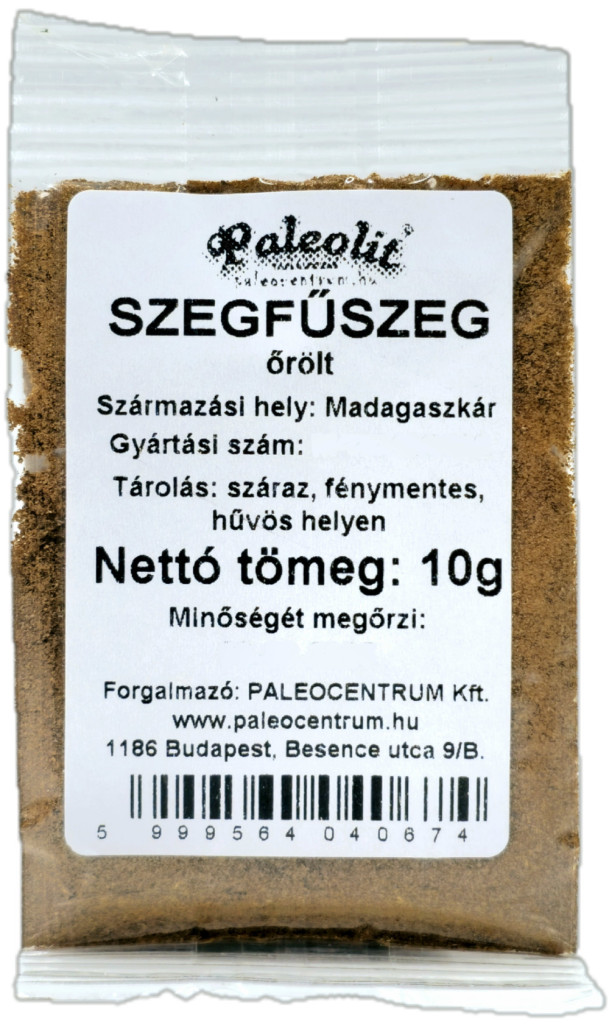 Paleolit
paleocentrum.hu
SZEGFŰSZEG
őrölt
Származási hely: Madagaszkár
Gyártási szám:
Tárolás: száraz, fénymentes,
hűvös helyen
Nettó tömeg: 10g
Minőségét megőrzi:
Forgalmazó: PALEOCENTRUM Kft.
www.paleocentrum.hu
1186 Budapest, Besence utca 9/B.
5 999564 040674